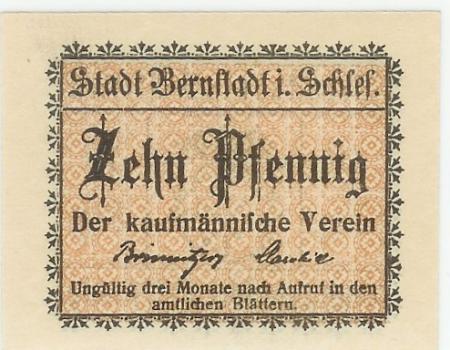 Stadt Bernſtadt i. Schleſ.
Zehn Pfennig
Der kaufmänniſche Verein
Ungültig drei Monate nach Aufruf in den
amtlichen Blättern.